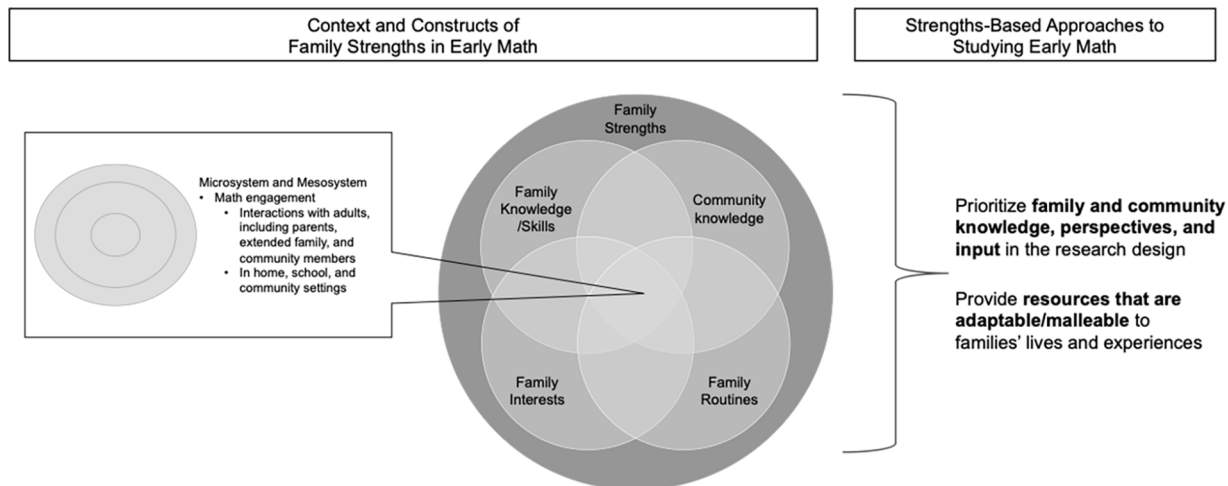 Context and Constructs of
Family Strengths in Early Math
Strengths-Based Approaches to
Studying Early Math
Microsystem and Mesosystem
• Math engagement
• Interactions with adults,
including parents,
extended family, and
community members
• In home, school, and
community settings
Family
Strengths
Family
Knowledge
/Skills
Community
knowledge
Family
Interests
Family
Routines
Prioritize family and community
knowledge, perspectives, and
input in the research design
Provide resources that are
adaptable/malleable to
families’ lives and experiences